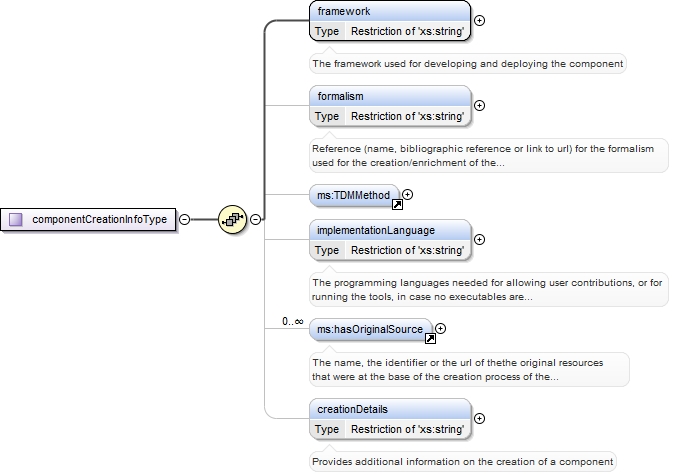 framework
Type Restriction of 'xs:string'
The framework used for developing and deploying the component
formalism
Type Restriction of 'xs:string'
Reference (name, bibliographic reference or link to url) for the formalism
used for the creation/enrichment of the...
ms:TDMMethod
componentCreationInfoType
implementationLanguage
Type Restriction of 'xs:string'
The programming languages needed for allowing user contributions, or for
running the tools, in case no executables are...
0..∞
ms:hasOriginalSource
The name, the identifier or the url of thethe original resources
that were at the base of the creation process of the...
creationDetails
Type Restriction of 'xs:string'
Provides additional information on the creation of a component